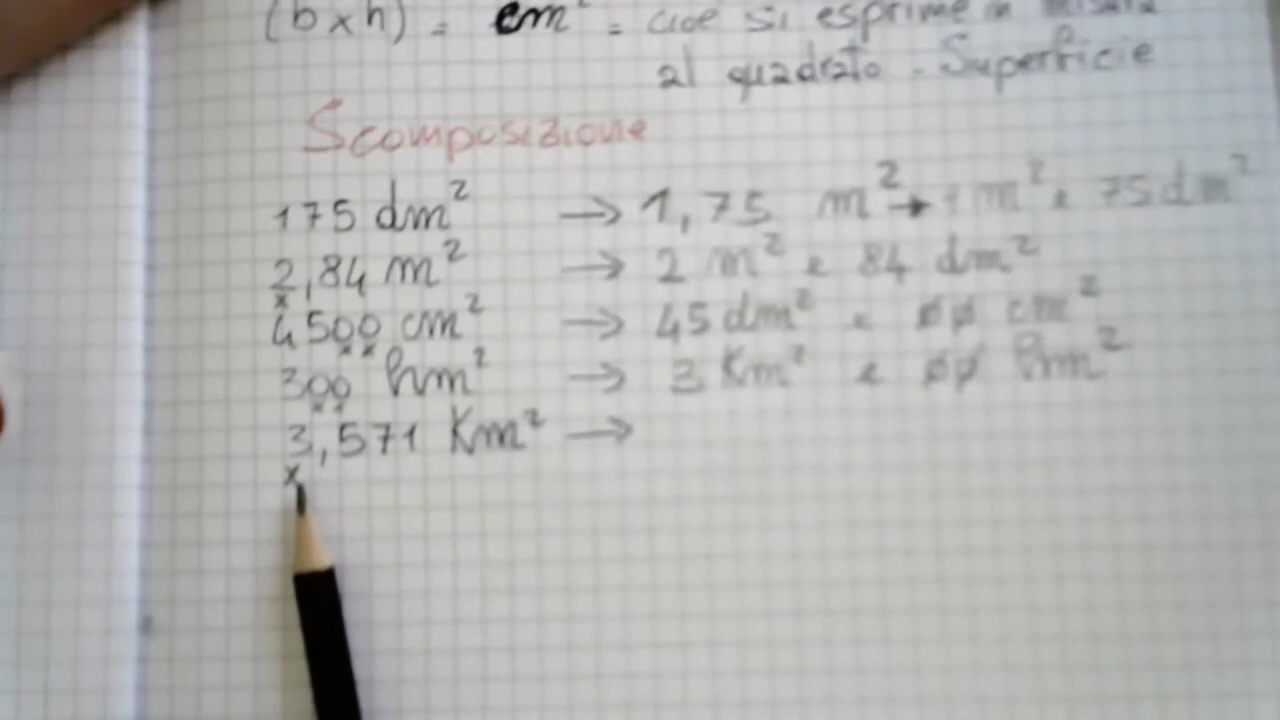 (b x h) = cm² = cioè si esprime in misura
al quadrato - Superficie
Scomposizione
175 dm² → 1,75 m² → 1 m² e 75 dm²
2,84 m² → 2 m² e 84 dm²
4500 cm² → 45 dm² e 00 cm²
300 hm² → 3 Km² e 00 hm²
3,571 Km² →